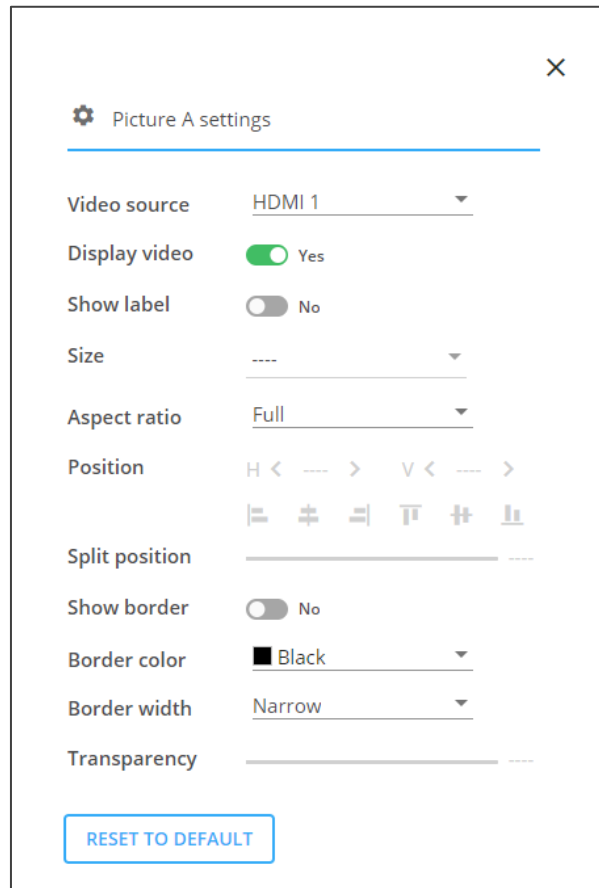 Picture A settings
Video source HDMI 1
Display video Yes
Show label No
Size ----
Aspect ratio Full
Position H ---- V ----
Split position ----
Show border No
Border color Black
Border width Narrow
Transparency ----
RESET TO DEFAULT